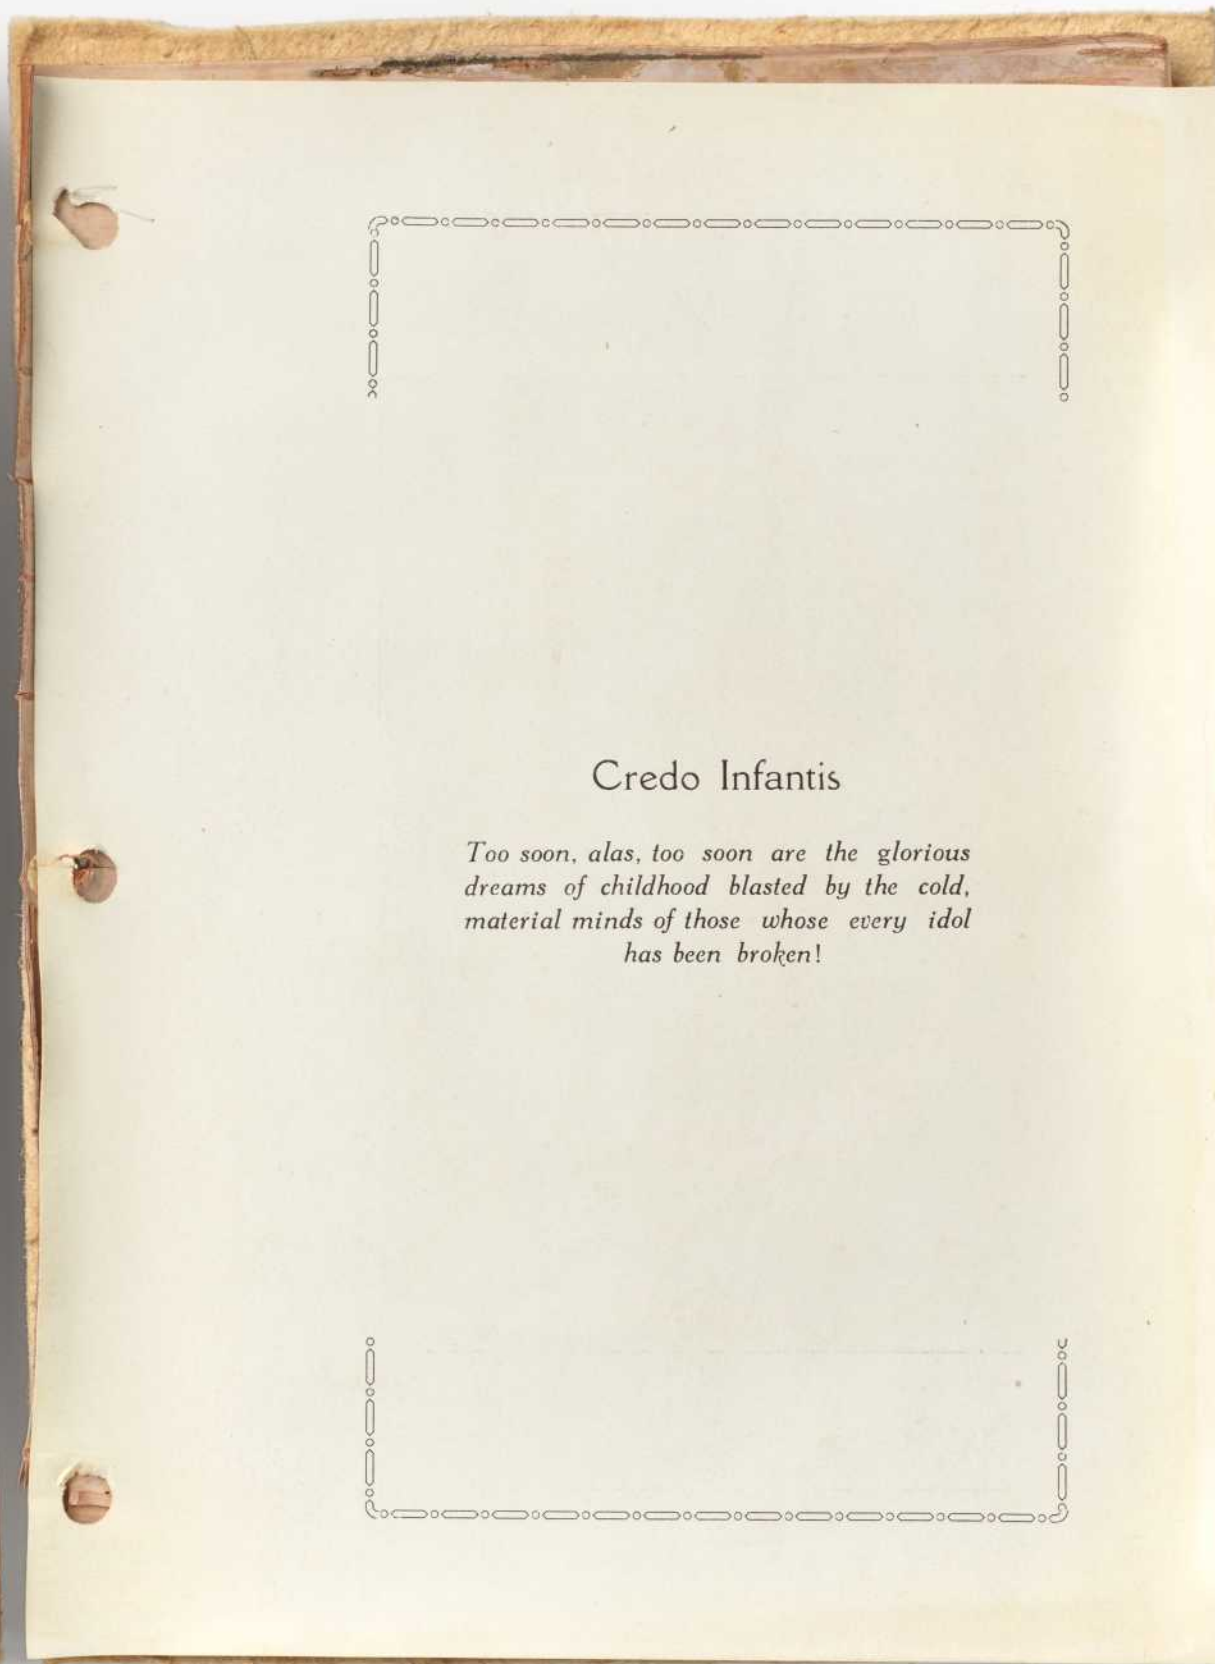 Credo Infantis
Too soon, alas, too soon are the glorious
dreams of childhood blasted by the cold,
material minds of those whose every idol
has been broken!